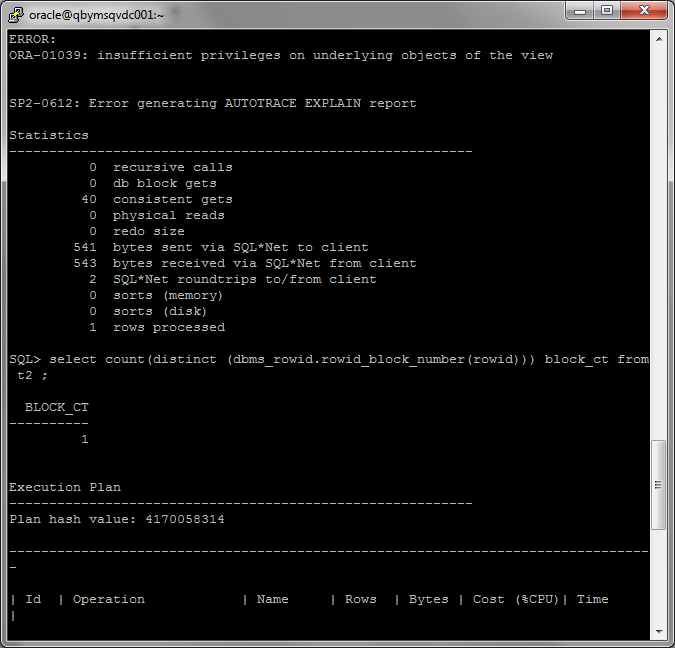 oracle@qbymsqvdc001:~
ERROR:
ORA-01039: insufficient privileges on underlying objects of the view
SP2-0612: Error generating AUTOTRACE EXPLAIN report
Statistics
----------------------------------------------------------
0  recursive calls
0  db block gets
40  consistent gets
0  physical reads
0  redo size
541  bytes sent via SQL*Net to client
543  bytes received via SQL*Net from client
2  SQL*Net roundtrips to/from client
0  sorts (memory)
0  sorts (disk)
1  rows processed
SQL> select count(distinct (dbms_rowid.rowid_block_number(rowid))) block_ct from
t2 ;
BLOCK_CT
----------
1
Execution Plan
----------------------------------------------------------
Plan hash value: 4170058314
--------------------------------------------------------------------------------
-
| Id  | Operation            | Name     | Rows  | Bytes | Cost (%CPU)| Time
|